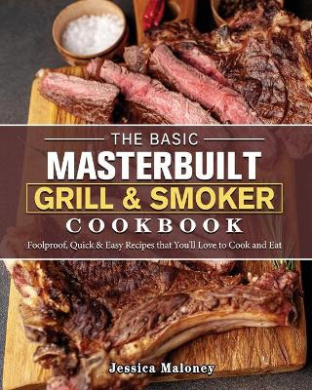 THE BASIC
MASTERBUILT
GRILL & SMOKER
COOKBOOK
Foolproof, Quick & Easy Recipes that You'll Love to Cook and Eat
Jessica Maloney